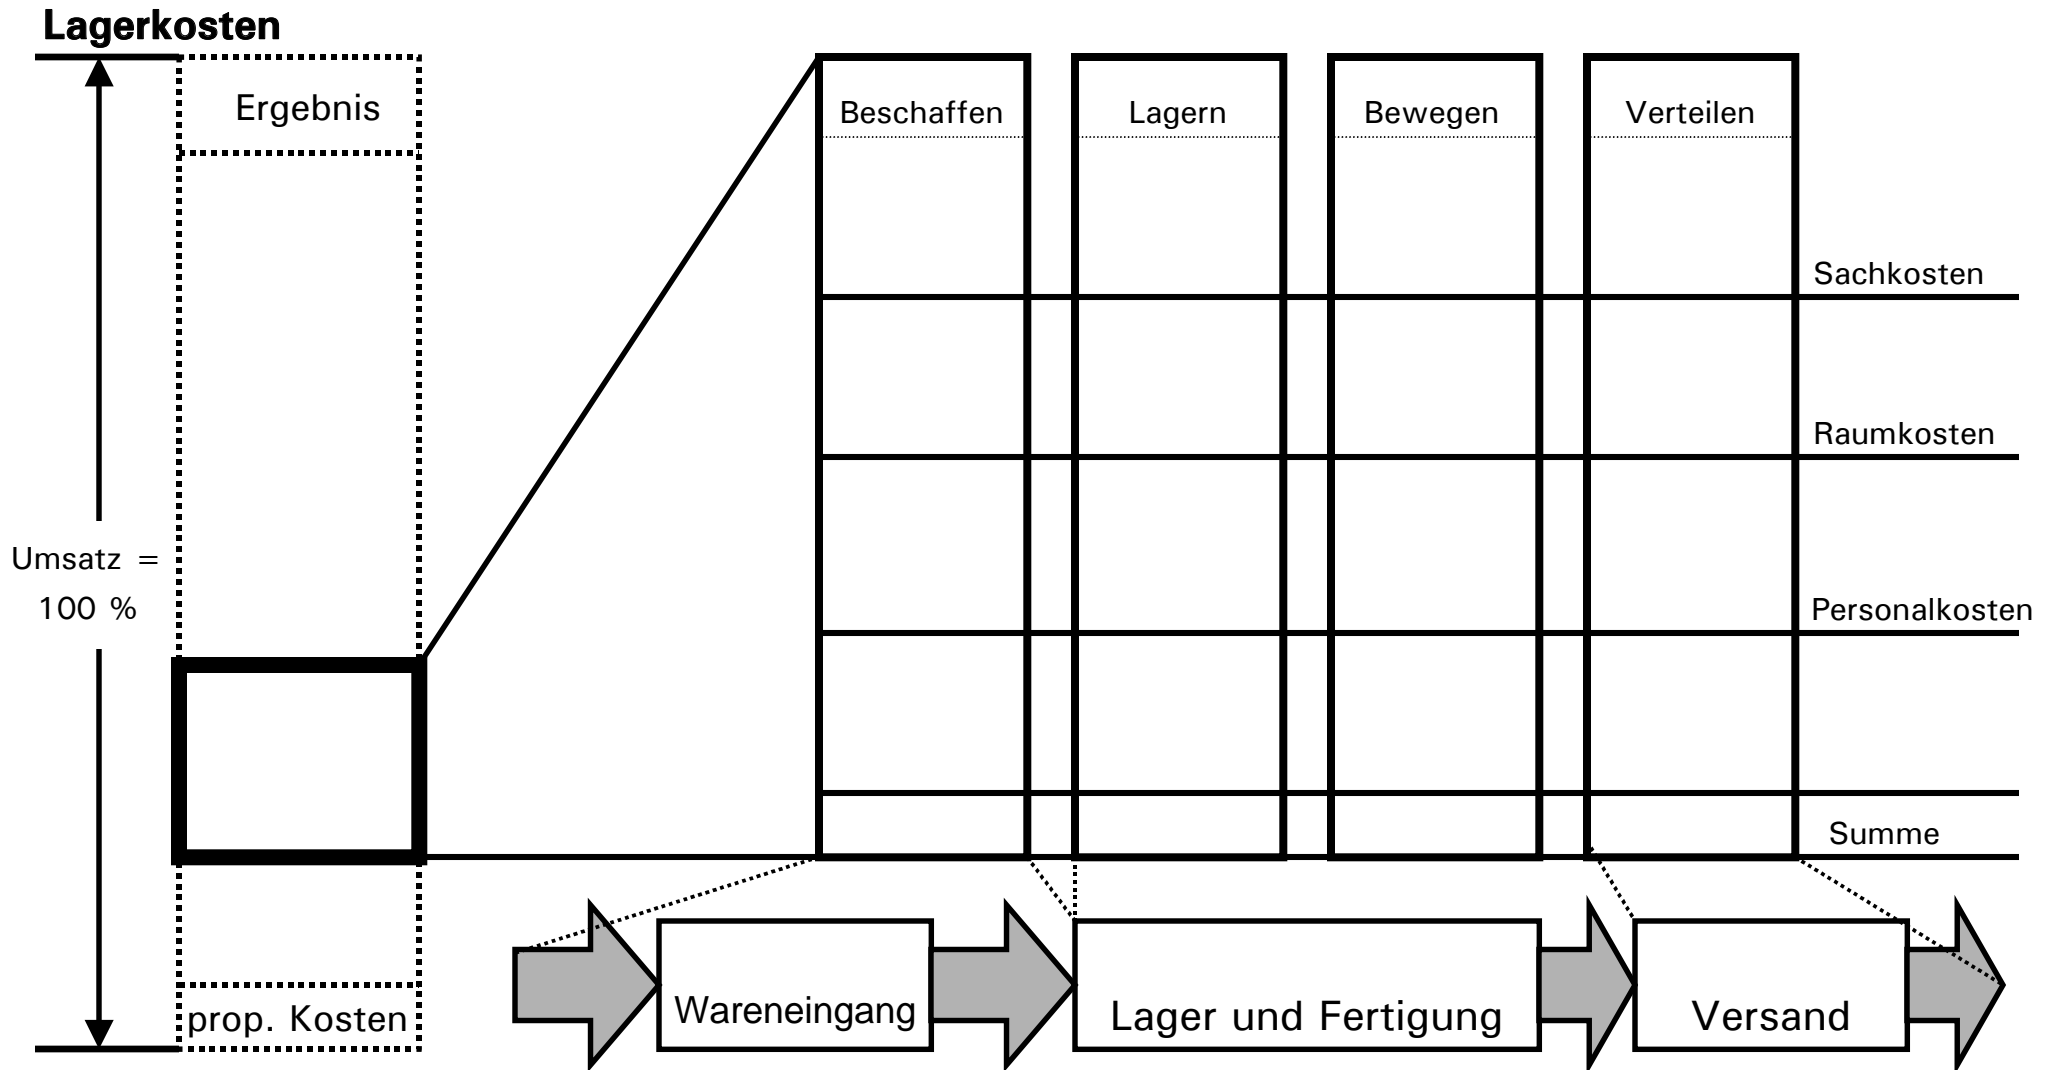 Lagerkosten
Ergebnis
Umsatz =
100 %
prop. Kosten
Beschaffen
Lagern
Bewegen
Verteilen
Sachkosten
Raumkosten
Personalkosten
Summe
Wareneingang
Lager und Fertigung
Versand